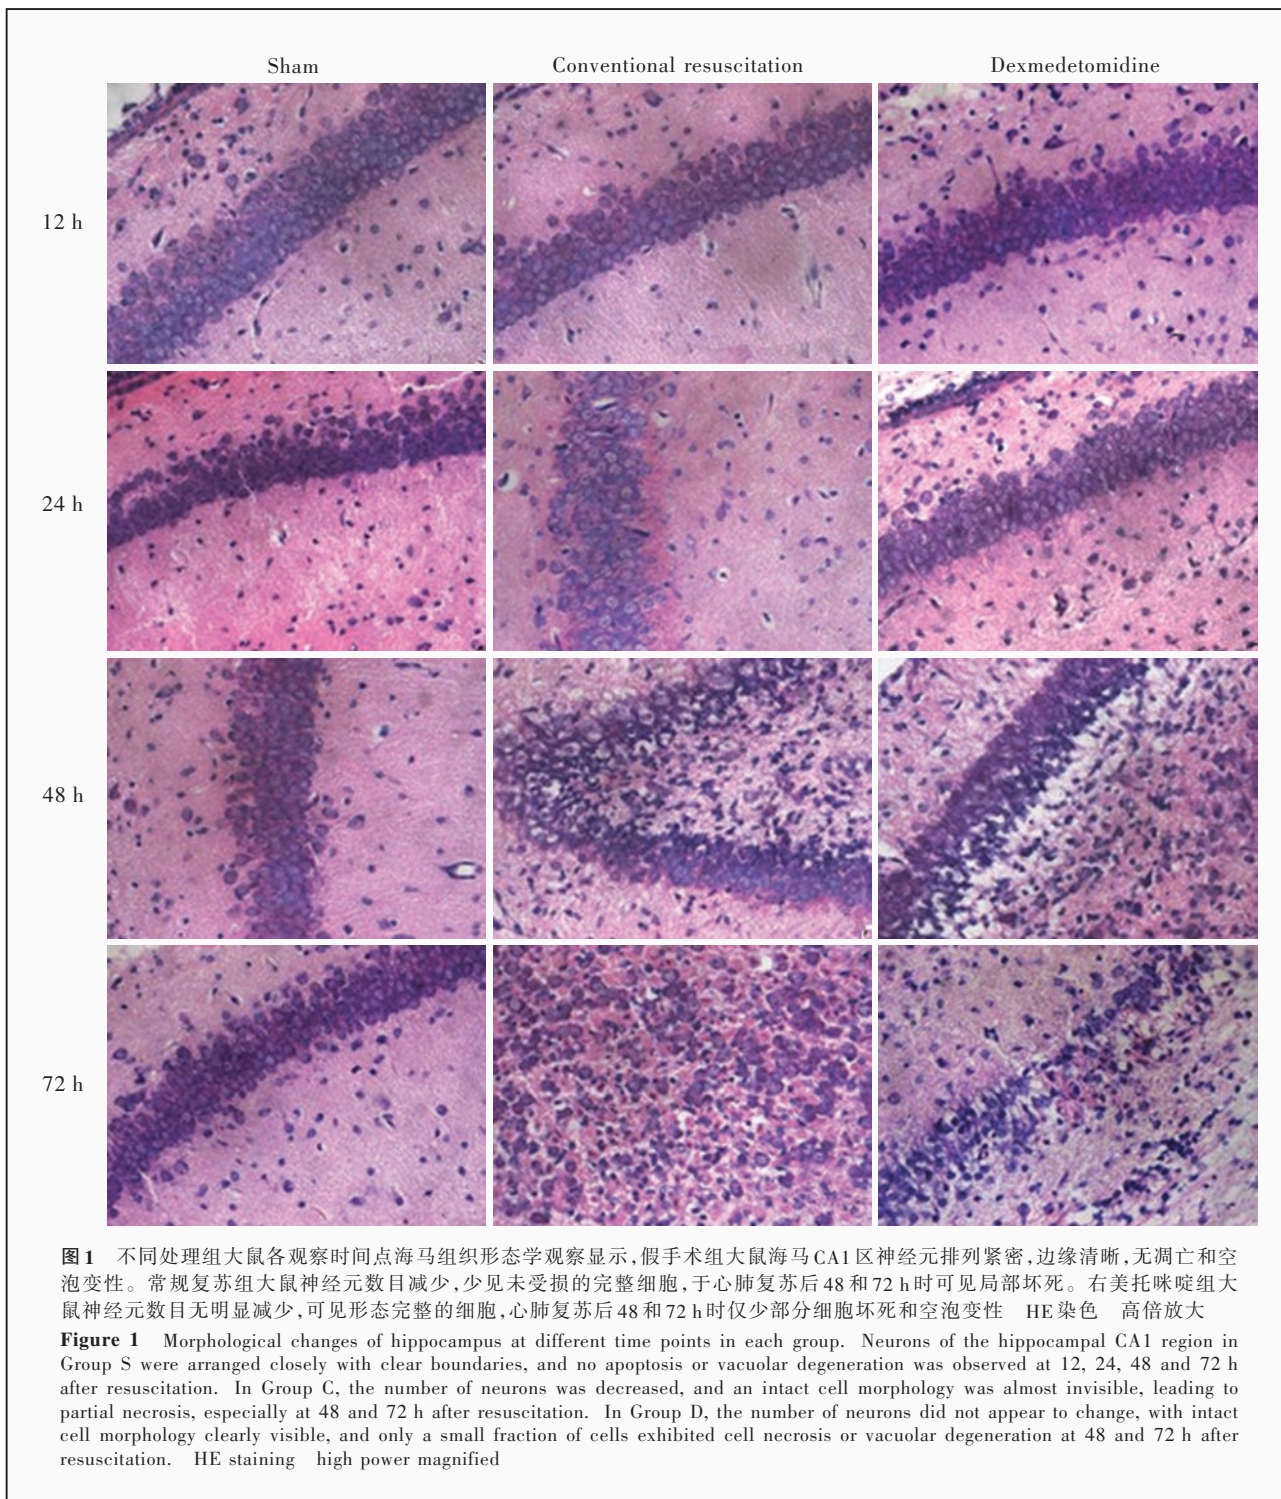 Sham Conventional resuscitation Dexmedetomidine
12 h
24 h
48 h
72 h
图1 不同处理组大鼠各观察时间点海马组织形态学观察显示,假手术组大鼠海马CA1区神经元排列紧密,边缘清晰,无凋亡和空
泡变性。常规复苏组大鼠神经元数目减少,少见未受损的完整细胞,于心肺复苏后48和72 h时可见局部坏死。右美托咪啶组大
鼠神经元数目无明显减少,可见形态完整的细胞,心肺复苏后48和72 h时仅少部分细胞坏死和空泡变性 HE染色 高倍放大
Figure 1 Morphological changes of hippocampus at different time points in each group. Neurons of the hippocampal CA1 region in
Group S were arranged closely with clear boundaries, and no apoptosis or vacuolar degeneration was observed at 12, 24, 48 and 72 h
after resuscitation. In Group C, the number of neurons was decreased, and an intact cell morphology was almost invisible, leading to
partial necrosis, especially at 48 and 72 h after resuscitation. In Group D, the number of neurons did not appear to change, with intact
cell morphology clearly visible, and only a small fraction of cells exhibited cell necrosis or vacuolar degeneration at 48 and 72 h after
resuscitation. HE staining high power magnified